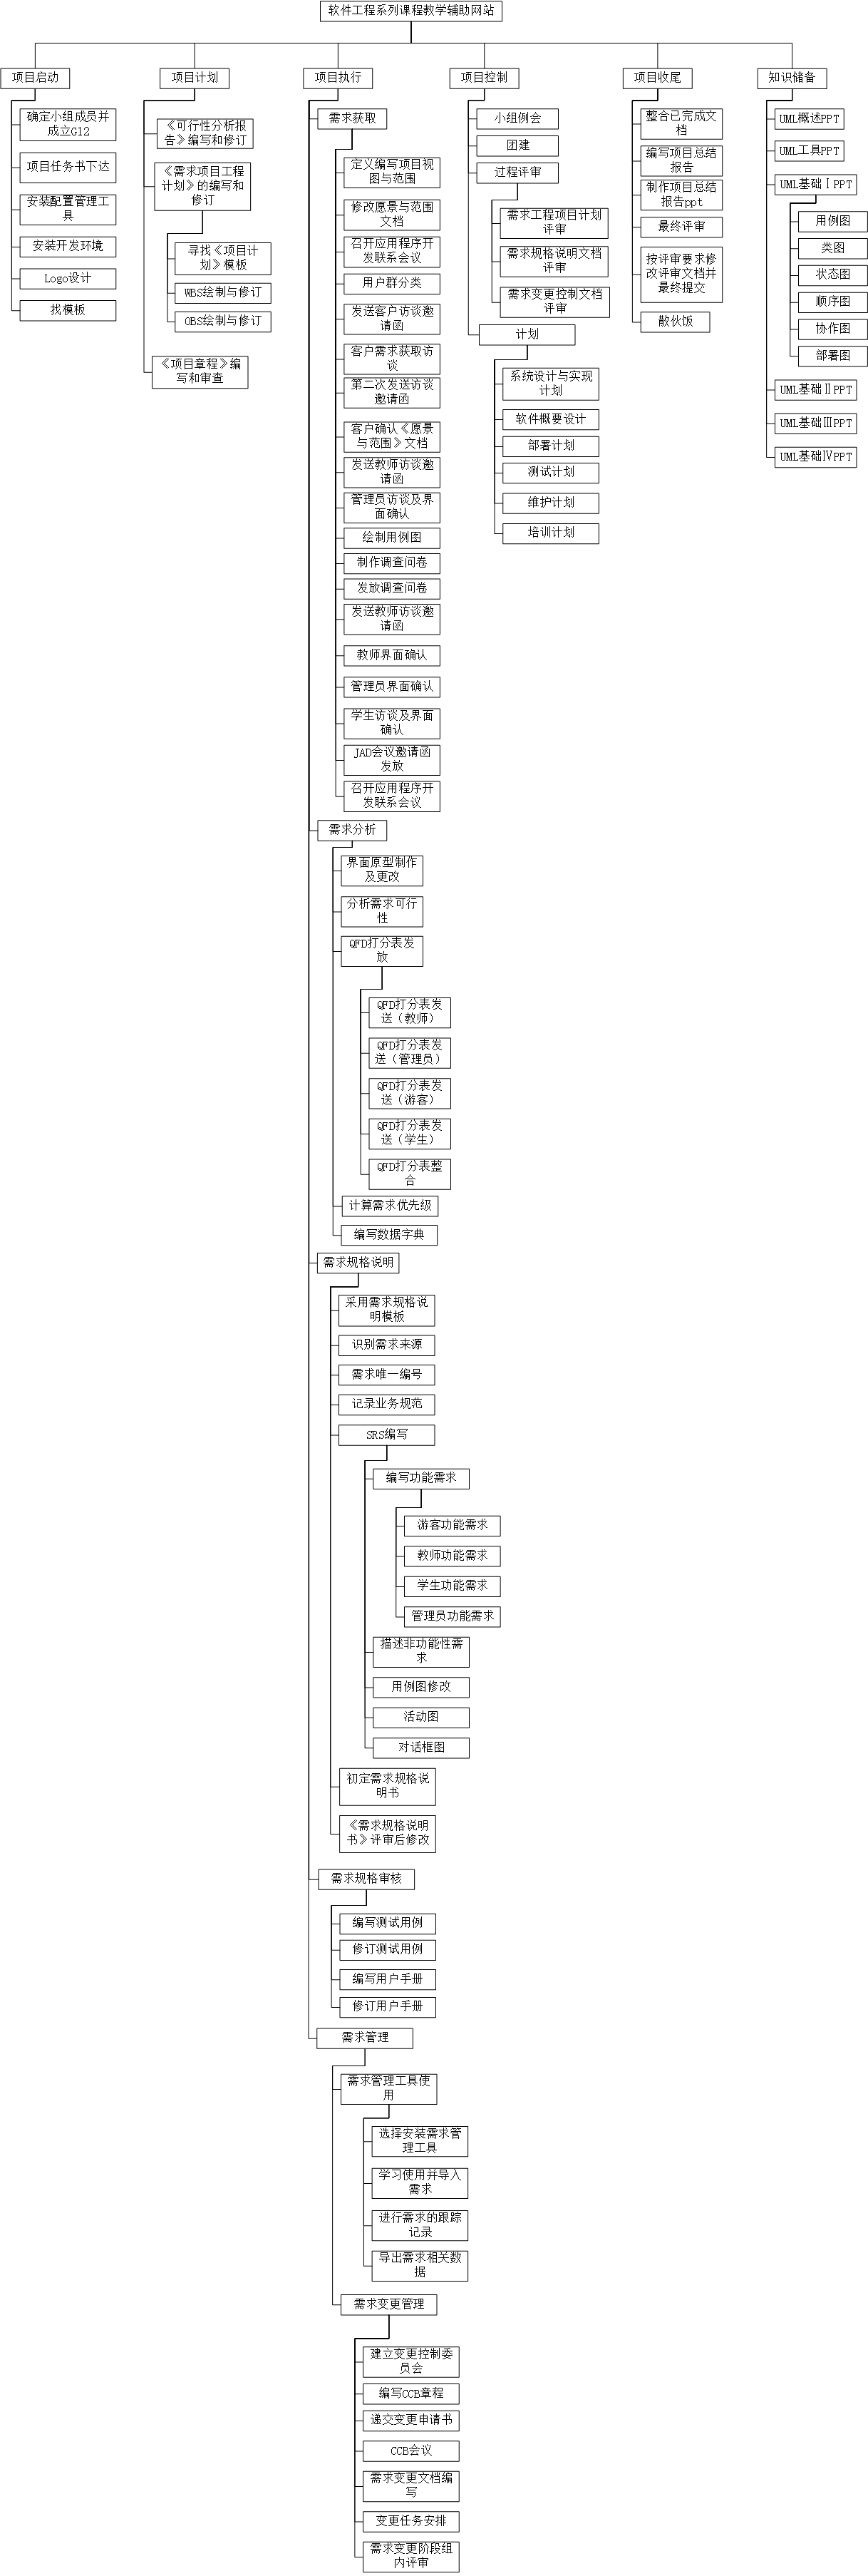 软件工程系列课程教学辅助网站
项目启动
确定小组成员并
成立G12
项目任务书下达
安装配置管理工
具
安装开发环境
Logo设计
找模板
项目计划
《可行性分析报
告》编写和修订
《需求项目工程
计划》的编写和
修订
寻找《项目计
划》模板
WBS绘制与修订
OBS绘制与修订
《项目章程》编
写和审查
项目执行
需求获取
定义编写项目视
图与范围
修改愿景与范围
文档
召开应用程序开
发联系会议
用户群分类
发送客户访谈邀
请函
客户需求获取访
谈
第二次发送访谈
邀请函
客户确认《愿景
与范围》文档
发送教师访谈邀
请函
管理员访谈及界
面确认
绘制用例图
制作调查问卷
发放调查问卷
发送教师访谈邀
请函
教师界面确认
管理员界面确认
学生访谈及界面
确认
JAD会议邀请函
发放
召开应用程序开
发联系会议
需求分析
界面原型制作
及更改
分析需求可行
性
QFD打分表发
放
QFD打分表发
送（教师）
QFD打分表发
送（管理员）
QFD打分表发
送（游客）
QFD打分表发
送（学生）
QFD打分表整
合
计算需求优先级
编写数据字典
需求规格说明
采用需求规格说
明模板
识别需求来源
需求唯一编号
记录业务规范
SRS编写
编写功能需求
游客功能需求
教师功能需求
学生功能需求
管理员功能需求
描述非功能性需
求
用例图修改
活动图
对话框图
初定需求规格说
明书
《需求规格说明
书》评审后修改
需求规格审核
编写测试用例
修订测试用例
编写用户手册
修订用户手册
需求管理
需求管理工具使
用
选择安装需求管
理工具
学习使用并导入
需求
进行需求的跟踪
记录
导出需求相关数
据
需求变更管理
建立变更控制委
员会
编写CCB章程
递交变更申请书
CCB会议
需求变更文档编
写
变更任务安排
需求变更阶段组
内评审
项目控制
小组例会
团建
过程评审
需求工程项目计划
评审
需求规格说明文档
评审
需求变更控制文档
评审
计划
系统设计与实现
计划
软件概要设计
部署计划
测试计划
维护计划
培训计划
项目收尾
整合已完成文
档
编写项目总结
报告
制作项目总结
报告ppt
最终评审
按评审要求修
改评审文档并
最终提交
散伙饭
知识储备
UML概述PPT
UML工具PPT
UML基础ⅠPPT
用例图
类图
状态图
顺序图
协作图
部署图
UML基础ⅡPPT
UML基础ⅢPPT
UML基础ⅣPPT